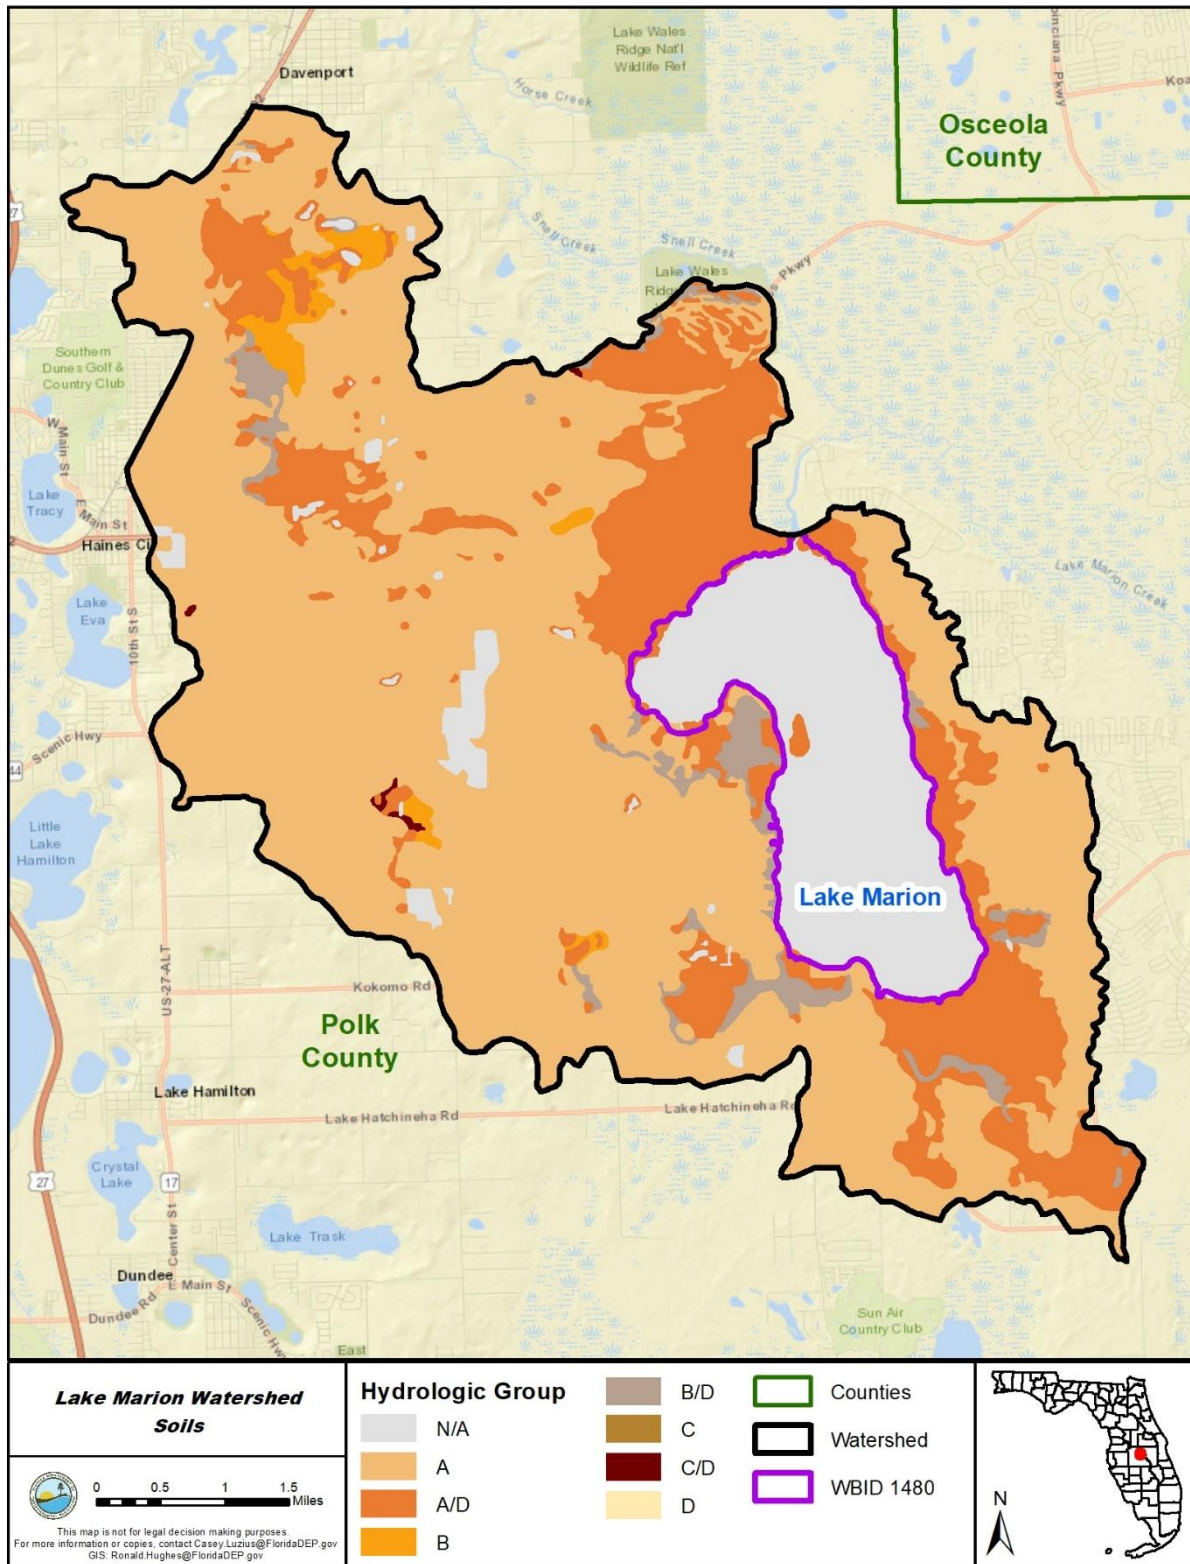 Lake Wales
Ridge Nat'l
Wildlife Ref
Davenport
Horse Creek
Osceola
County
27
Snell Creek
Snell Creek
Lake Wales
Pkwy
Southern
Dunes Golf &
Country Club
W
Main St
Lake
Tracy
E Main St
Haines Ci
Lake
Eva
10th St S
Lake Marion Creek
Scenic Hwy
44
Little
Lake
Hamilton
Lake Marion
US-27-ALT
Kokomo Rd
Polk
County
Lake Hamilton
Lake Hatchineha Rd
Lake Hatchineha Rd
Crystal
Lake
27
17
Center St
Lake Trask
Dundee
E Main St
Dundee Rd
Scenic Hwy
Sun Air
Country Club
East
Lake Marion Watershed
Soils
0 0.5 1 1.5
Miles
This map is not for legal decision making purposes.
For more information or copies, contact Casey.Luzius@FloridaDEP.gov
GIS: Ronald.Hughes@FloridaDEP.gov
Hydrologic Group
N/A
A
A/D
B
B/D
C
C/D
D
Counties
Watershed
WBID 1480
N